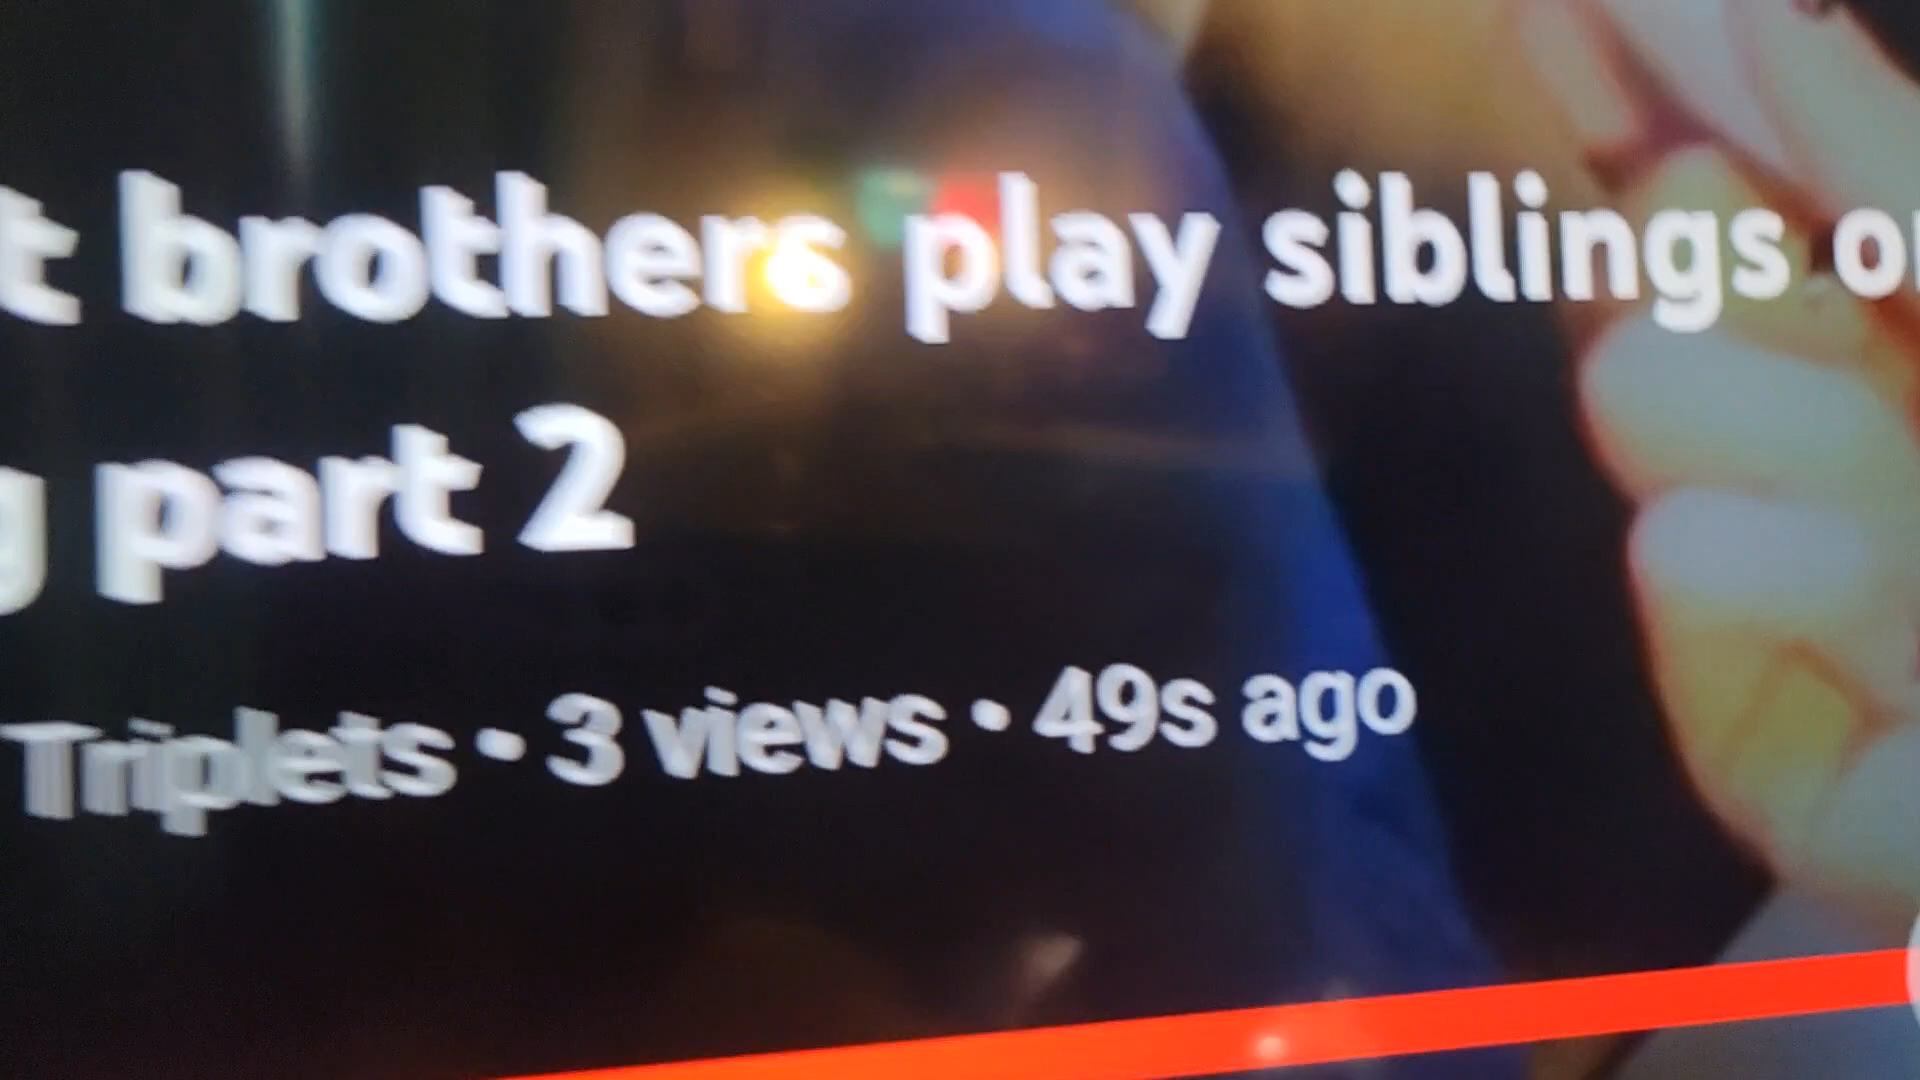 brothers play siblings
part 2
Triplets • 3 views • 49s ago